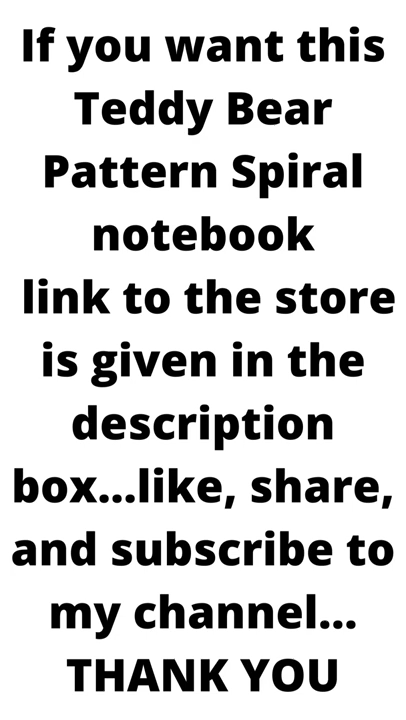 If you want this
Teddy Bear
Pattern Spiral
notebook
link to the store
is given in the
description
box...like, share,
and subscribe to
my channel...
THANK YOU